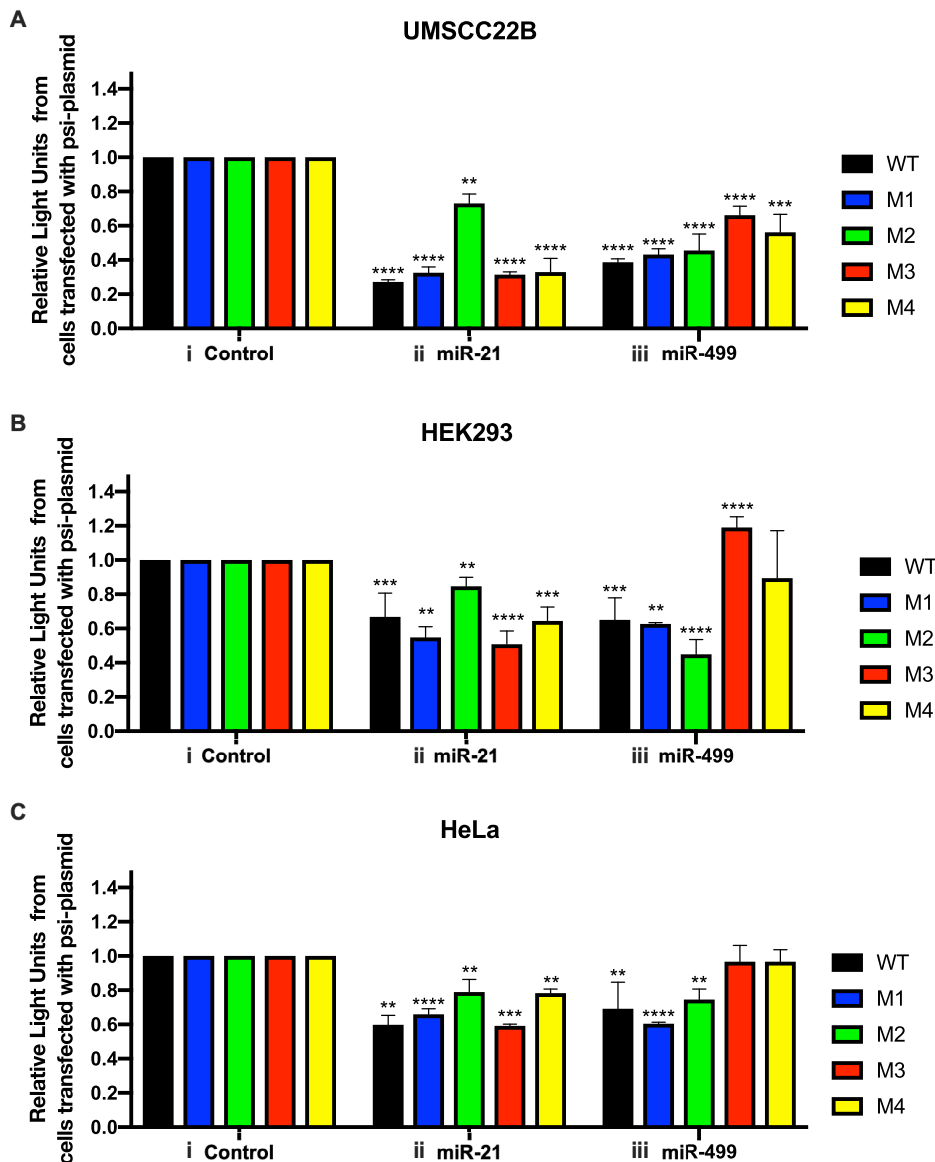 A
UMSCC22B
Relative Light Units from
cells transfected with psi-plasmid
1.4
1.2
1.0
0.8
0.6
0.4
0.2
0.0
**
****
****
****
****
****
****
****
****
***
i Control
ii miR-21
iii miR-499
WT
M1
M2
M3
M4
B
HEK293
Relative Light Units from
cells transfected with psi-plasmid
1.4
1.2
1.0
0.8
0.6
0.4
0.2
0.0
***
**
**
****
***
***
**
****
****
i Control
ii miR-21
iii miR-499
WT
M1
M2
M3
M4
C
HeLa
Relative Light Units from
cells transfected with psi-plasmid
1.4
1.2
1.0
0.8
0.6
0.4
0.2
0.0
**
****
**
***
**
**
****
**
i Control
ii miR-21
iii miR-499
WT
M1
M2
M3
M4